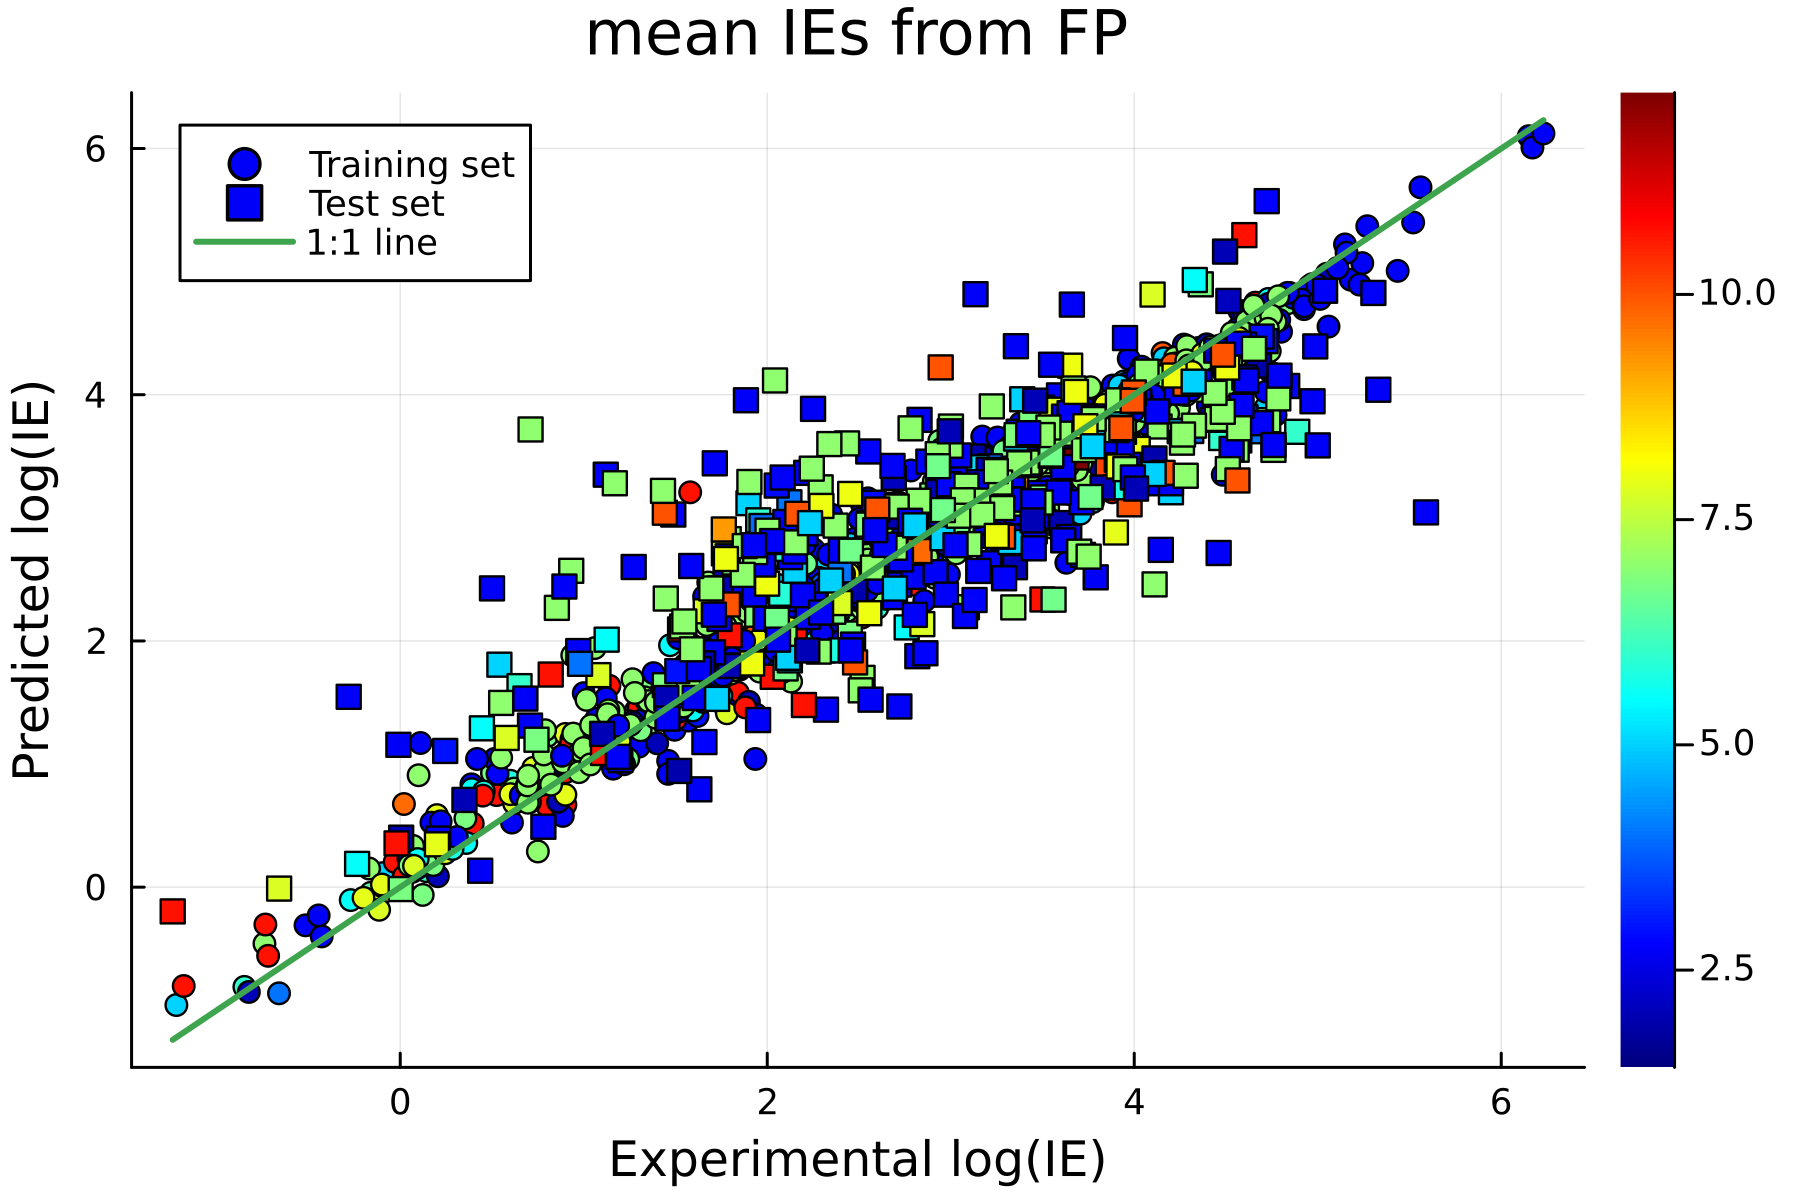 mean IEs from FP
Training set
Test set
1:1 line
Predicted log(IE)
6
4
2
0
0
2
4
6
Experimental log(IE)
10.0
7.5
5.0
2.5